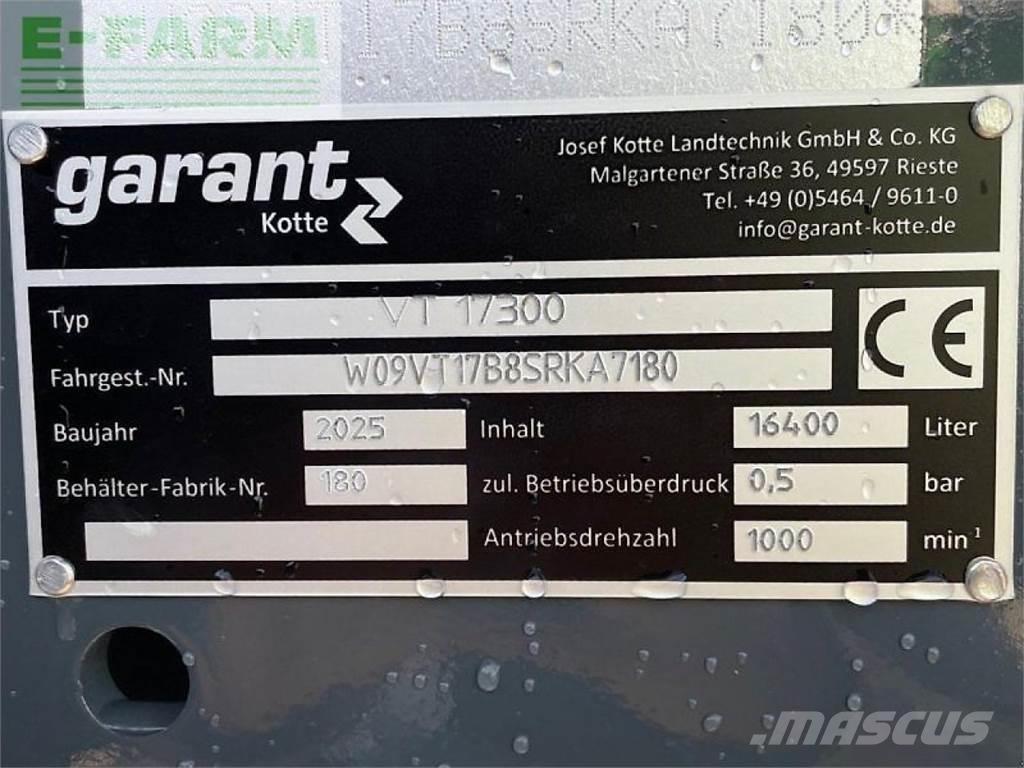 17B8SRKA7180*
E-FARM
garant
Kotte
Josef Kotte Landtechnik GmbH & Co. KG
Malgartener Straße 36, 49597 Rieste
Tel. +49 (0)5464 / 9611-0
info@garant-kotte.de
Typ VT 17300
CE
Fahrgest.-Nr. W09VT17B8SRKA7180
Baujahr 2025 Inhalt 16400 Liter
Behälter-Fabrik-Nr. 180 zul. Betriebsüberdruck 0,5 bar
Antriebsdrehzahl 1000 min¹
MASCUS